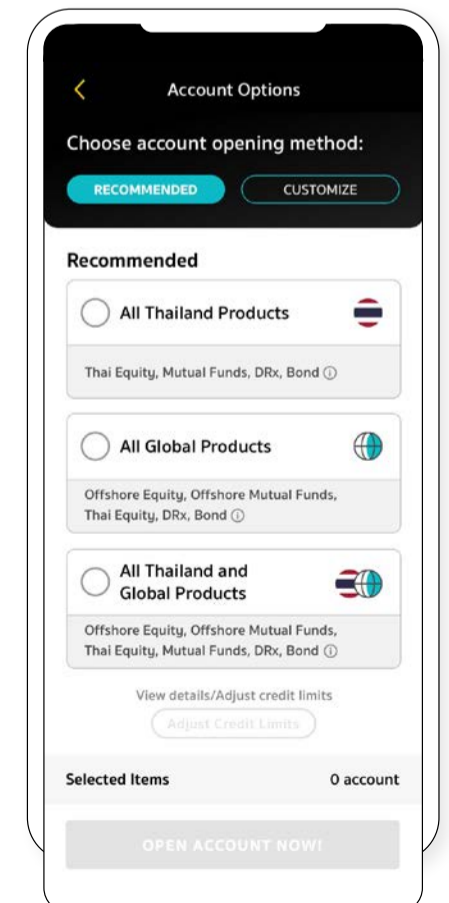 Account Options
Choose account opening method:
RECOMMENDED
CUSTOMIZE
Recommended
All Thailand Products
Thai Equity, Mutual Funds, DRx, Bond
All Global Products
Offshore Equity, Offshore Mutual Funds,
Thai Equity, DRx, Bond
All Thailand and
Global Products
Offshore Equity, Offshore Mutual Funds,
Thai Equity, Mutual Funds, DRx, Bond
View details/Adjust credit limits
Adjust Credit Limits
Selected Items 0 account
OPEN ACCOUNT NOW!